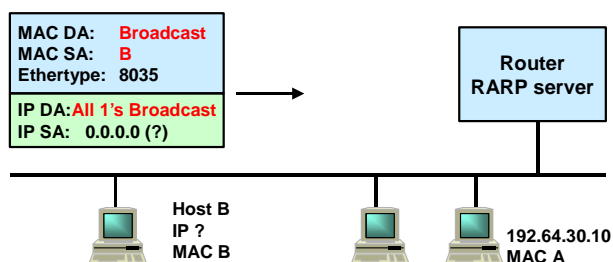 MAC DA: Broadcast
MAC SA: B
Ethertype: 8035
IP DA:All 1's Broadcast
IP SA: 0.0.0.0 (?)
Router
RARP server
Host B
IP ?
MAC B
192.64.30.10
MAC A